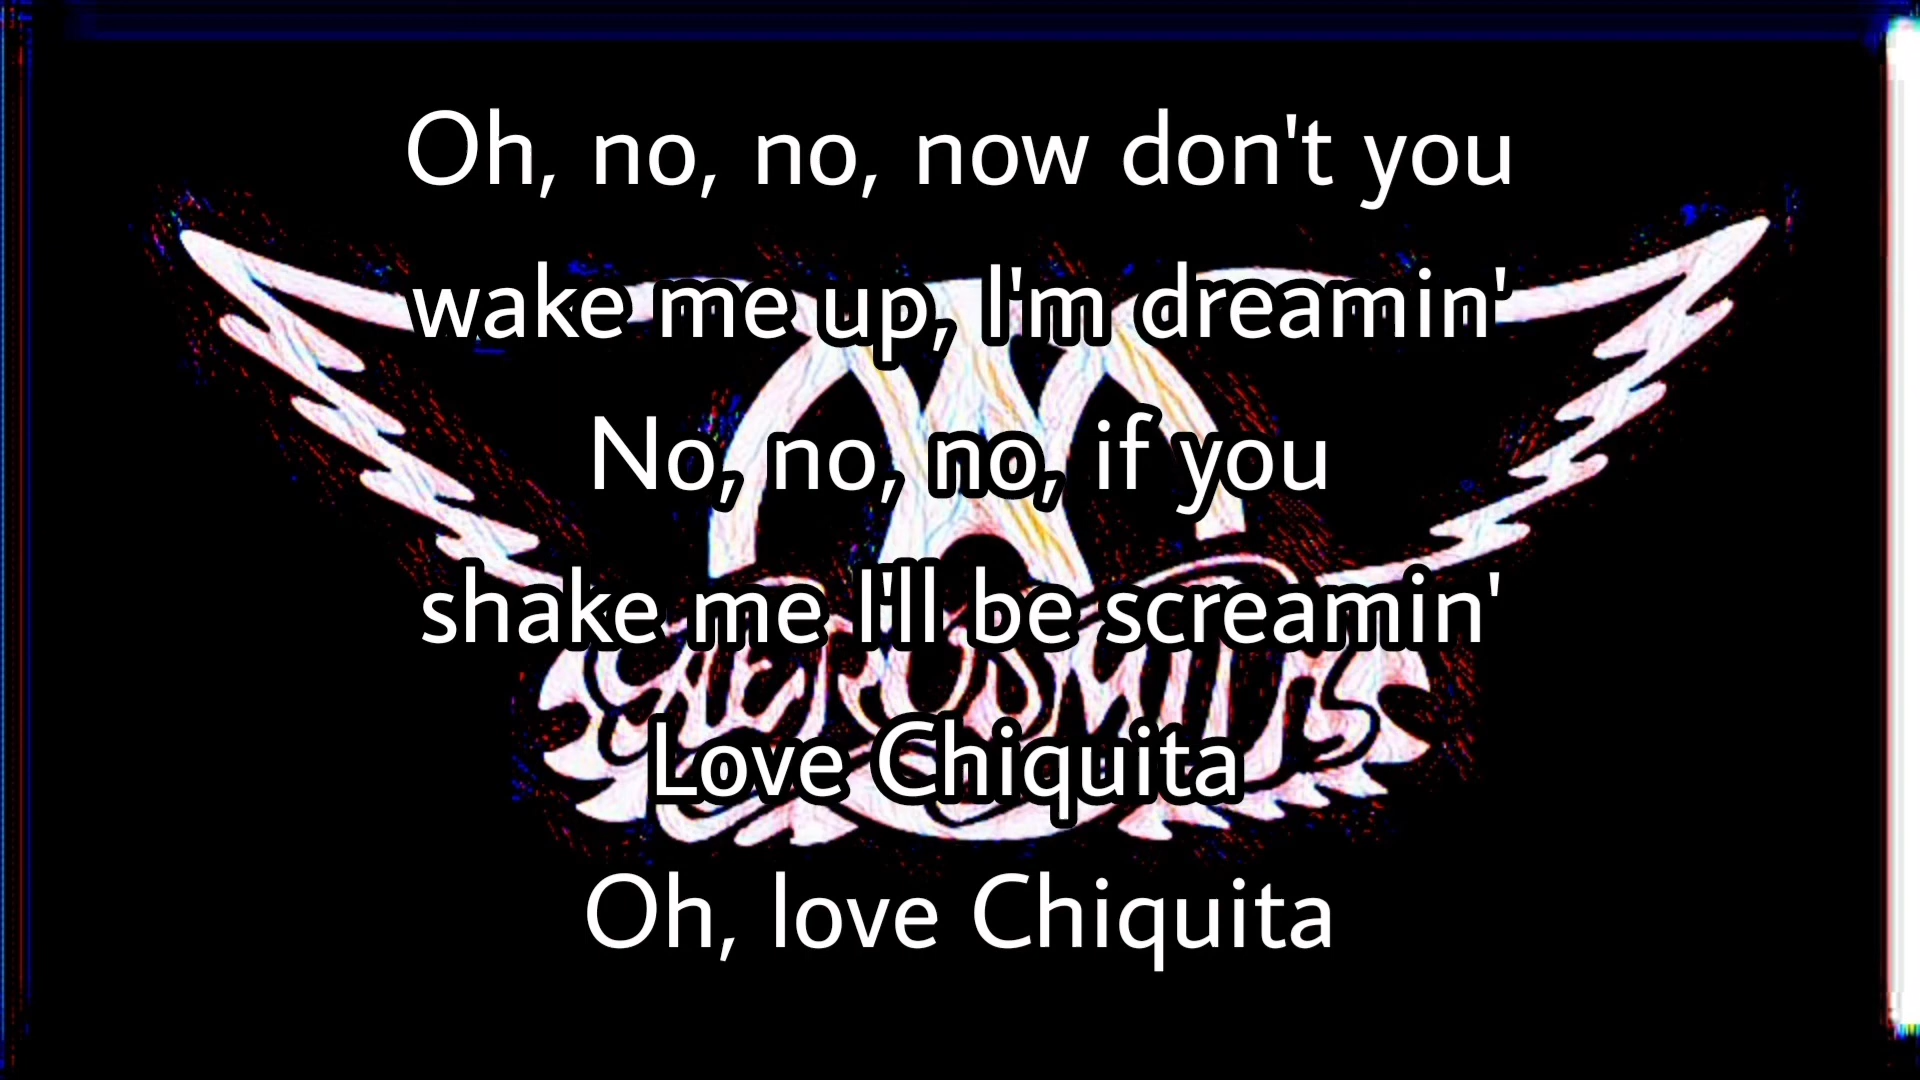 Oh, no, no, now don't you
wake me up, I'm dreamin'
No, no, no, if you
shake me I'll be screamin'
AEROSMITH
Love Chiquita
Oh, love Chiquita